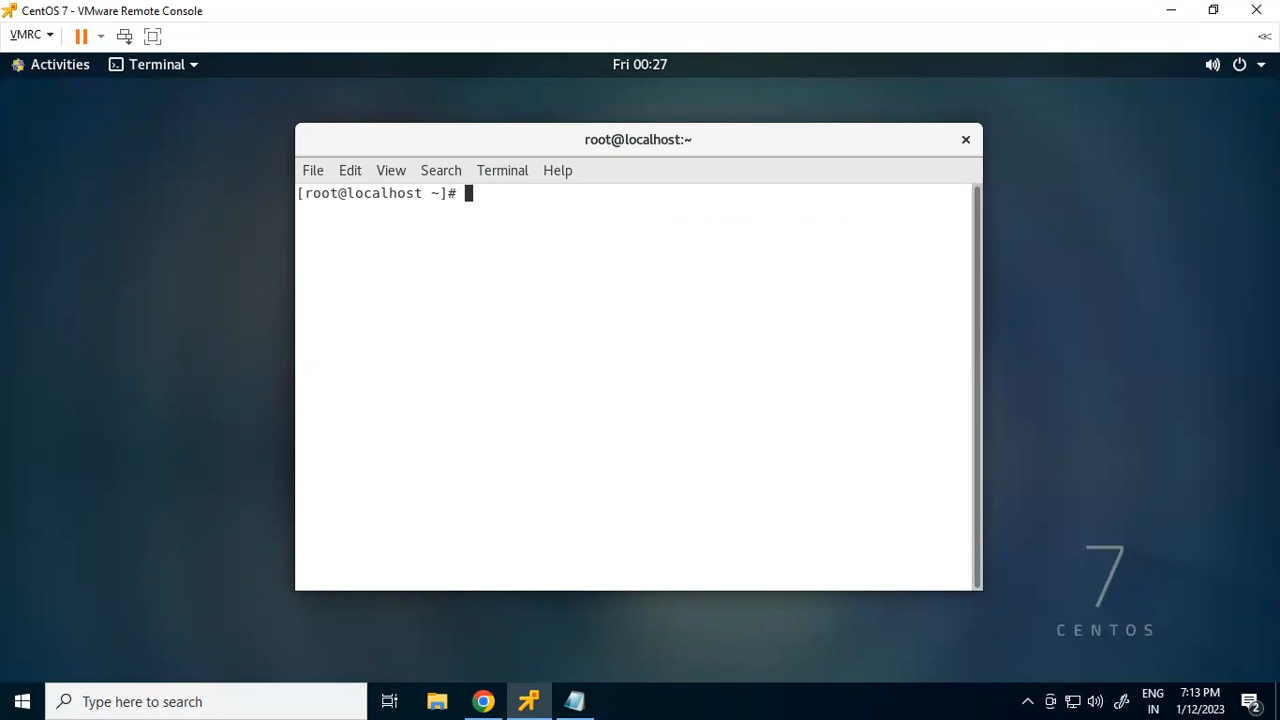 CentOS 7 - VMware Remote Console
VMRC
Activities Terminal Fri 00:27
root@localhost:~
File Edit View Search Terminal Help
[root@localhost ~]#
7
CENTOS
Type here to search
ENG 7:13 PM
IN 1/12/2023 2